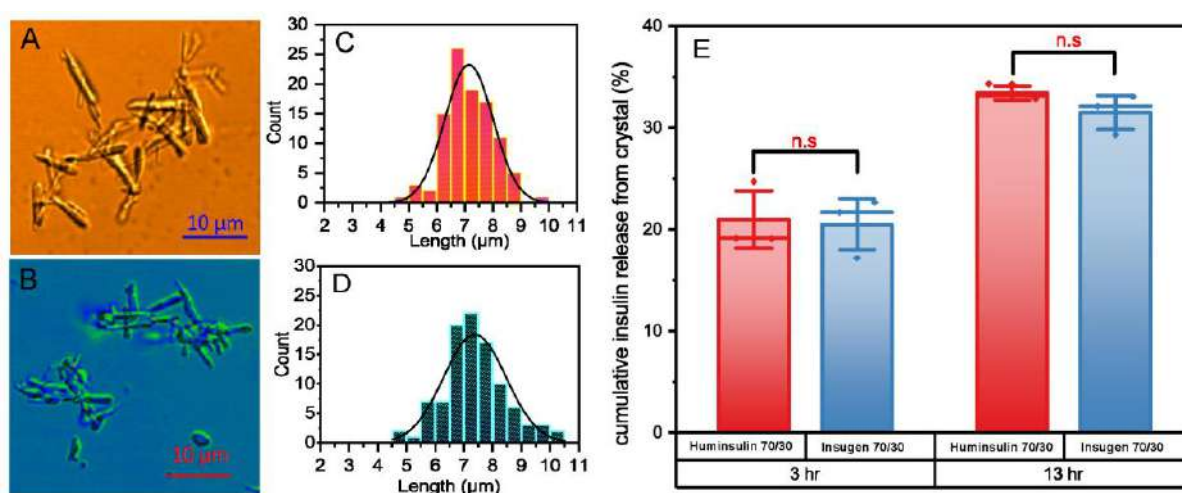 A
10 μm
B
10 μm
C
30
25
20
15
10
5
0
Count
2 3 4 5 6 7 8 9 10 11
Length (μm)
D
30
25
20
15
10
5
0
Count
2 3 4 5 6 7 8 9 10 11
Length (μm)
E
cumulative insulin release from crystal (%)
40
30
20
10
0
n.s
n.s
Huminsulin 70/30 Insugen 70/30 Huminsulin 70/30 Insugen 70/30
3 hr 13 hr